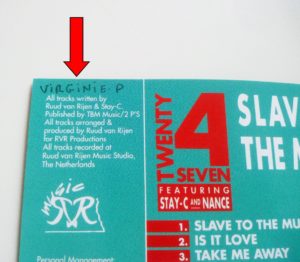 VIRGINIE.P
All tracks written by
Ruud van Rijen & Stay-C.
Published by TBM Music/2 P'S
All tracks arranged &
produced by Ruud van Rijen
for RVR Productions
All tracks recorded at
Ruud van Rijen Music Studio,
The Netherlands
MUSIC
RVR
Personal Management:
TWENTY
4
SEVEN
FEATURING
STAY-C AND NANCE
SLAV
THE M
1. SLAVE TO THE MU
2. IS IT LOVE
3. TAKE ME AWAY